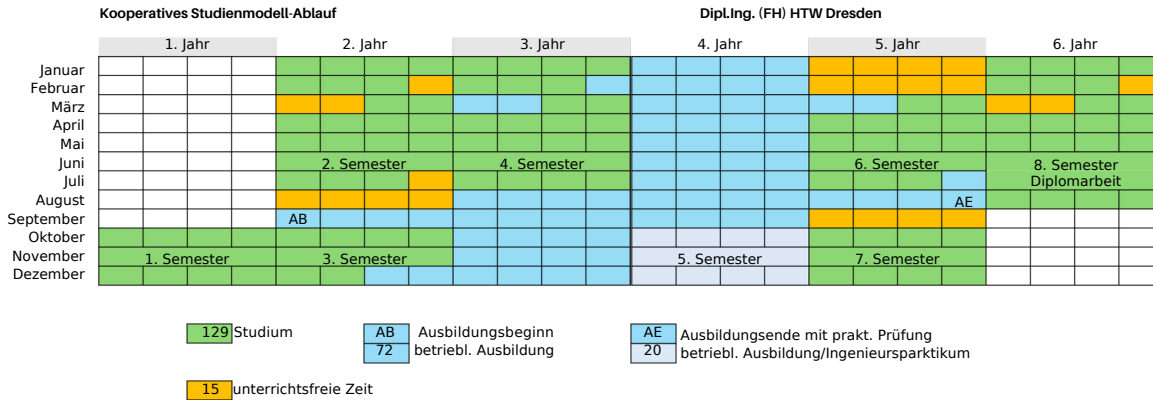 Kooperatives Studienmodell-Ablauf Dipl.Ing. (FH) HTW Dresden
1. Jahr 2. Jahr 3. Jahr 4. Jahr 5. Jahr 6. Jahr
Januar
Februar
März
April
Mai
Juni 2. Semester 4. Semester 6. Semester 8. Semester
Juli Diplomarbeit
August AE
September AB
Oktober
November 1. Semester 3. Semester 5. Semester 7. Semester
Dezember
129 Studium AB Ausbildungsbeginn AE Ausbildungsende mit prakt. Prüfung
72 betriebl. Ausbildung 20 betriebl. Ausbildung/Ingenieursparktikum
15 unterrichtsfreie Zeit